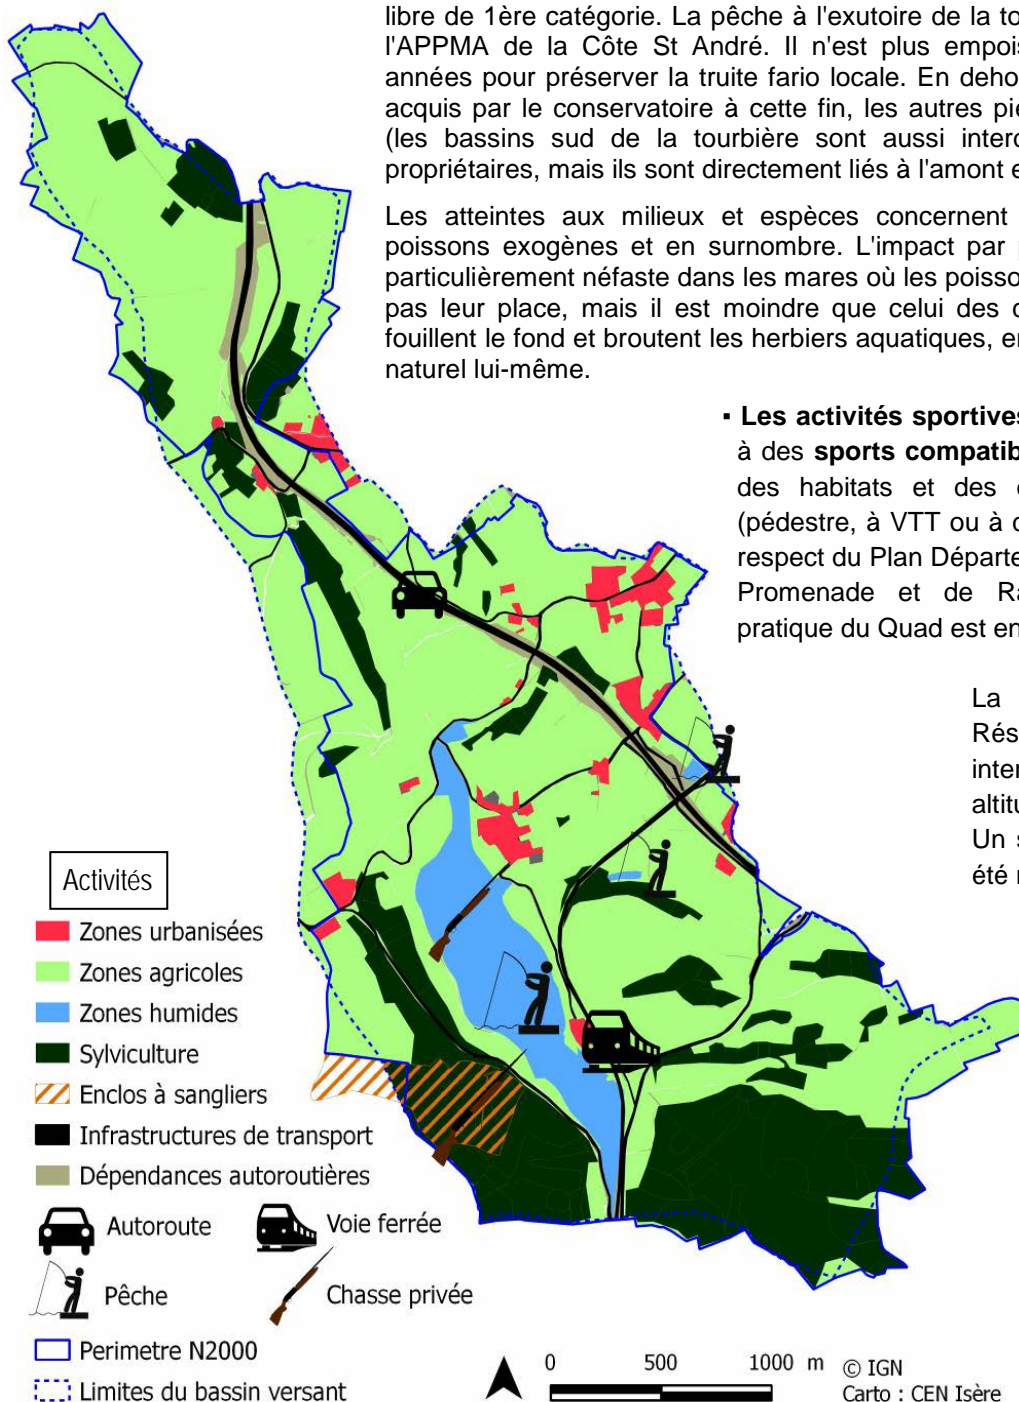 libre de 1ère catégorie. La pêche à l'exutoire de la to
l'APPMA de la Côte St André. Il n'est plus empois
années pour préserver la truite fario locale. En deho
acquis par le conservatoire à cette fin, les autres piè
(les bassins sud de la tourbière sont aussi interc
propriétaires, mais ils sont directement liés à l'amont e
Les atteintes aux milieux et espèces concernent
poissons exogènes et en surnombre. L'impact par p
particulièrement néfaste dans les mares où les poisso
pas leur place, mais il est moindre que celui des c
fouillent le fond et broutent les herbiers aquatiques, en
naturel lui-même.
▪ Les activités sportives
à des sports compatib
des habitats et des e
(pédestre, à VTT ou à c
respect du Plan Départe
Promenade et de Ra
pratique du Quad est en
La
Rés
inter
altitu
Un s
été r
Activités
Zones urbanisées
Zones agricoles
Zones humides
Sylviculture
Enclos à sangliers
Infrastructures de transport
Dépendances autoroutières
Autoroute
Voie ferrée
Pêche
Chasse privée
Perimetre N2000
Limites du bassin versant
0 500 1000 m
© IGN
Carto : CEN Isère